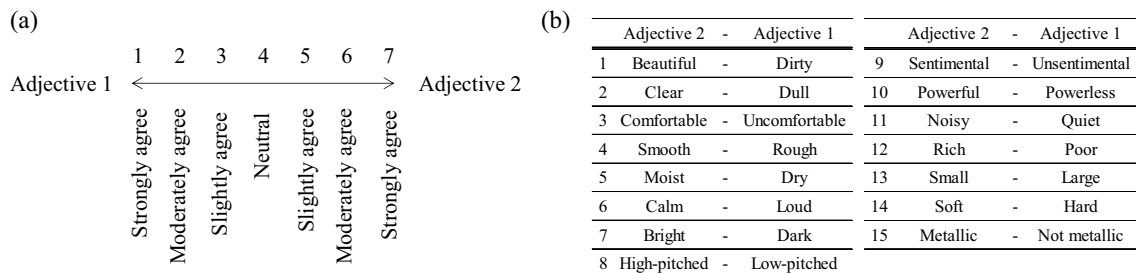 (a)
1 2 3 4 5 6 7
Adjective 1 Adjective 2
Strongly agree
Moderately agree
Slightly agree
Neutral
Slightly agree
Moderately agree
Strongly agree
(b)
Adjective 2 - Adjective 1
1 Beautiful - Dirty
2 Clear - Dull
3 Comfortable - Uncomfortable
4 Smooth - Rough
5 Moist - Dry
6 Calm - Loud
7 Bright - Dark
8 High-pitched - Low-pitched
Adjective 2 - Adjective 1
9 Sentimental - Unsentimental
10 Powerful - Powerless
11 Noisy - Quiet
12 Rich - Poor
13 Small - Large
14 Soft - Hard
15 Metallic - Not metallic